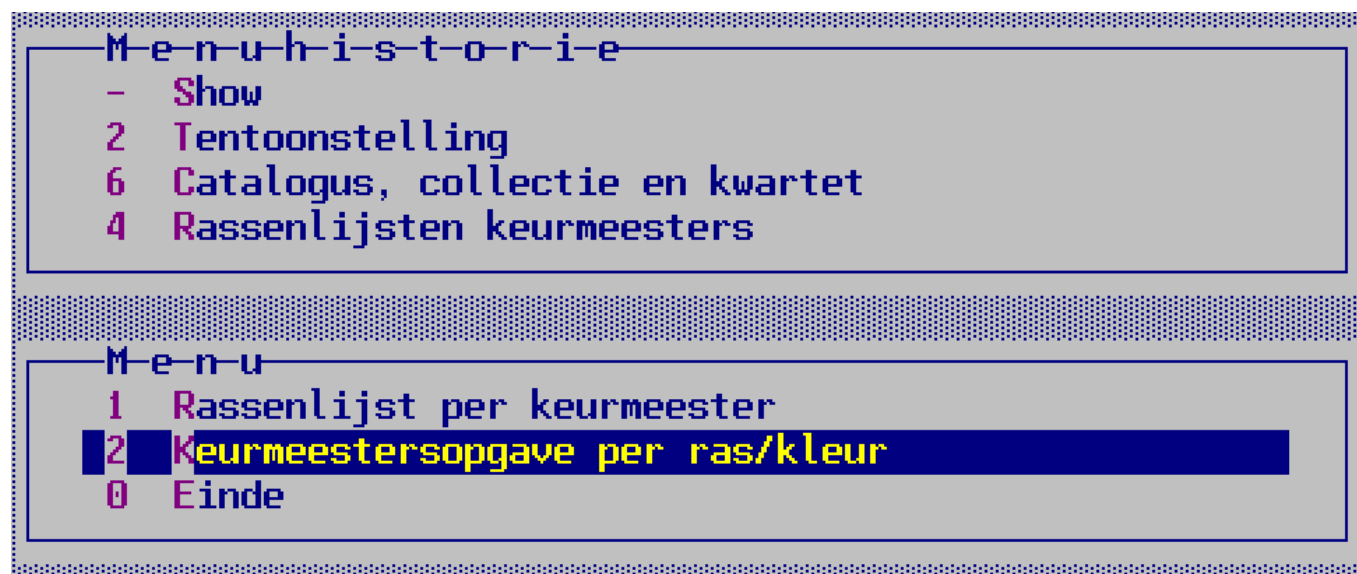 M-e-n-u-h-i-s-t-o-r-i-e
- Show
2 Tentoonstelling
6 Catalogus, collectie en kwartet
4 Rassenlijsten keurmeesters
M-e-n-u
1 Rassenlijst per keurmeester
2 Keurmeestersopgave per ras/kleur
0 Einde